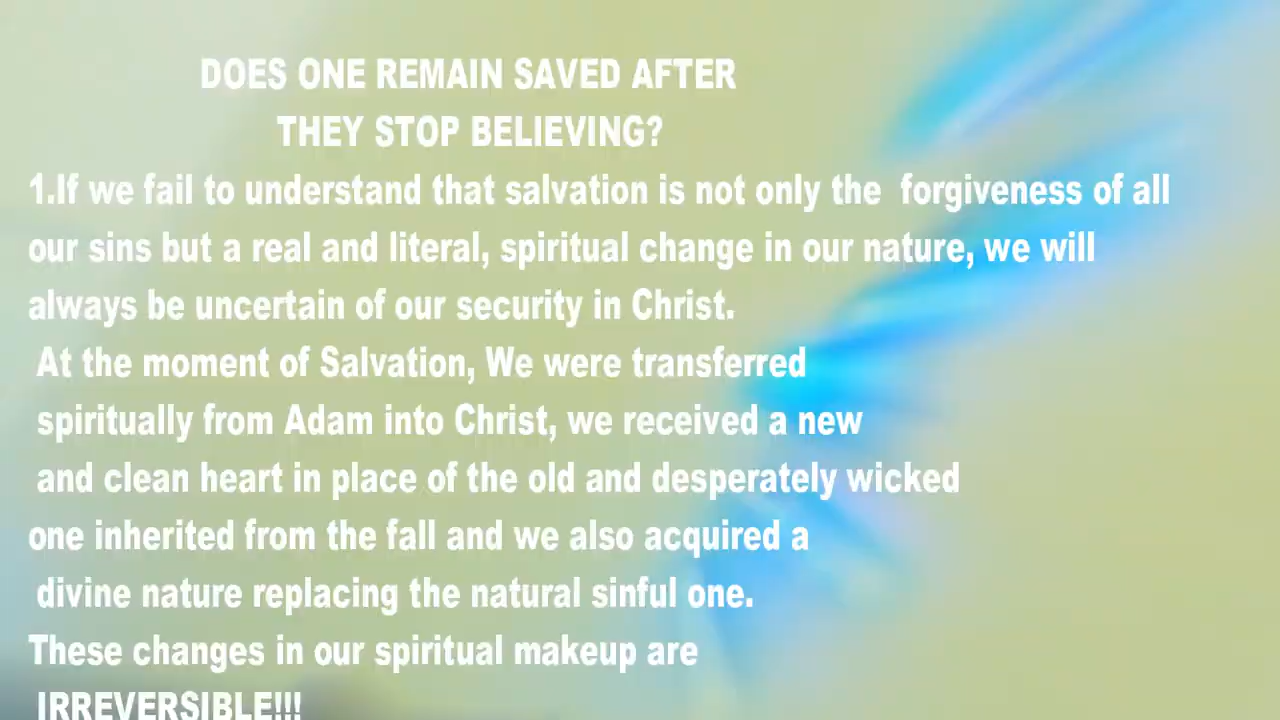 DOES ONE REMAIN SAVED AFTER
THEY STOP BELIEVING?
1.If we fail to understand that salvation is not only the  forgiveness of all
our sins but a real and literal, spiritual change in our nature, we will
always be uncertain of our security in Christ.
At the moment of Salvation, We were transferred
spiritually from Adam into Christ, we received a new
and clean heart in place of the old and desperately wicked
one inherited from the fall and we also acquired a
divine nature replacing the natural sinful one.
These changes in our spiritual makeup are
IRREVERSIBLE!!!